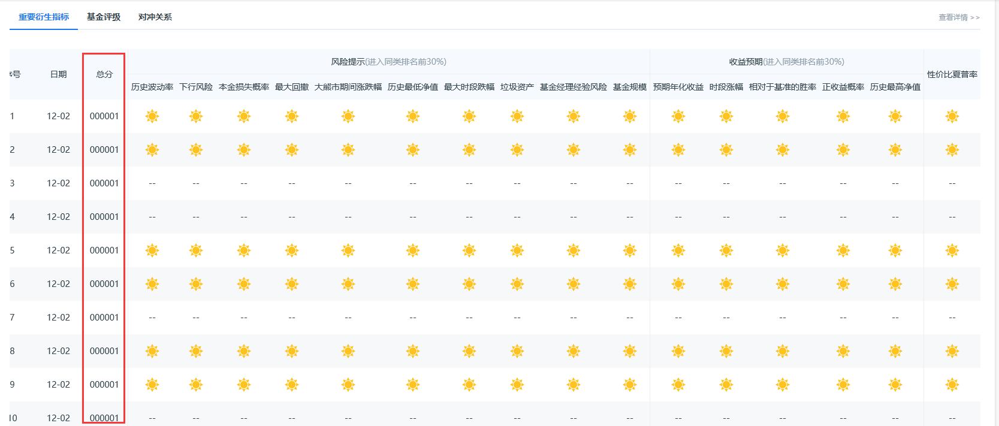 重要衍生指标 基金评级 对冲关系 查看详情 >>
风险提示(进入同类排名前30%) 收益预期(进入同类排名前30%)
序号 日期 总分 性价比夏普率
历史波动率 下行风险 本金损失概率 最大回撤 大熊市期间涨跌幅 历史最低净值 最大时段跌幅 垃圾资产 基金经理经验风险 基金规模 预期年化收益 时段涨幅 相对于基准的胜率 正收益概率 历史最高净值
1 12-02 000001
2 12-02 000001
3 12-02 000001 -- -- -- -- -- -- -- -- -- -- -- -- -- -- -- --
4 12-02 000001 -- -- -- -- -- -- -- -- -- -- -- -- -- -- -- --
5 12-02 000001
6 12-02 000001
7 12-02 000001 -- -- -- -- -- -- -- -- -- -- -- -- -- -- -- --
8 12-02 000001
9 12-02 000001
10 12-02 000001 -- -- -- -- -- -- -- -- -- -- -- -- -- -- -- --